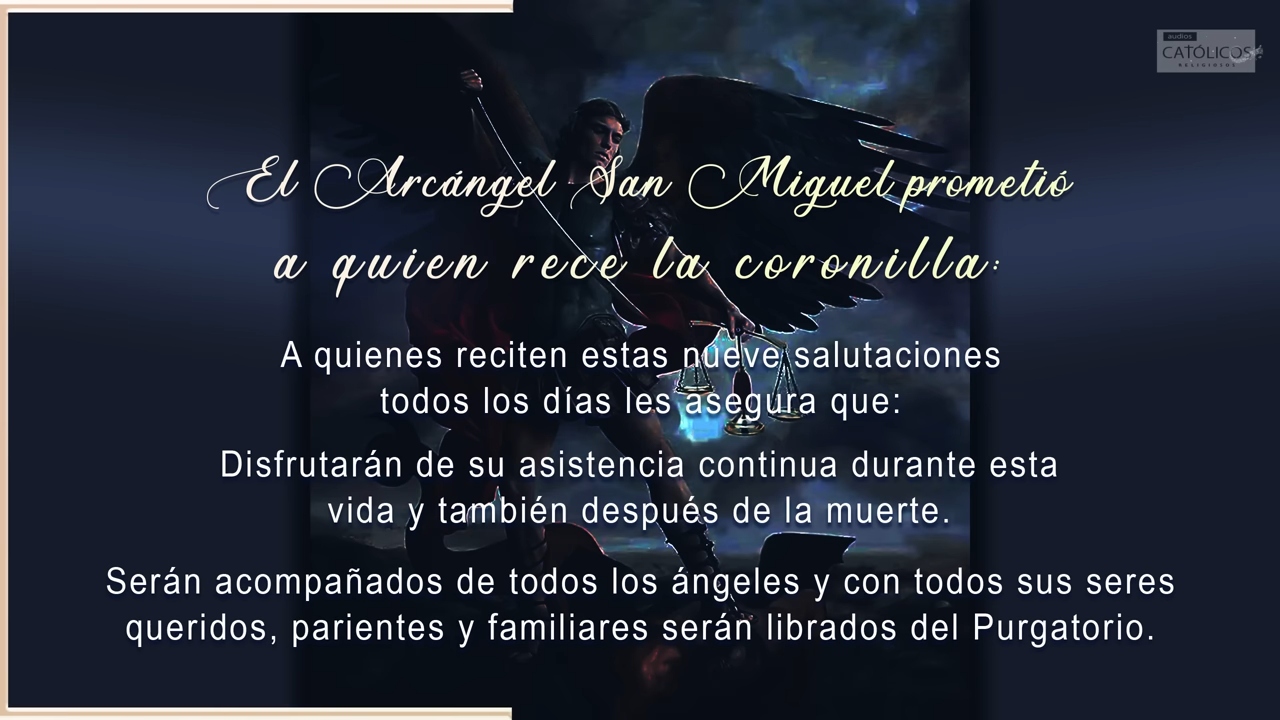 audios
CATÓLICOS
RELIGIOSOS
El Arcángel San Miguel prometió
a quien rece la coronilla:
A quienes reciten estas nueve salutaciones
todos los días les asegura que:
Disfrutarán de su asistencia continua durante esta
vida y también después de la muerte.
Serán acompañados de todos los ángeles y con todos sus seres
queridos, parientes y familiares serán librados del Purgatorio.